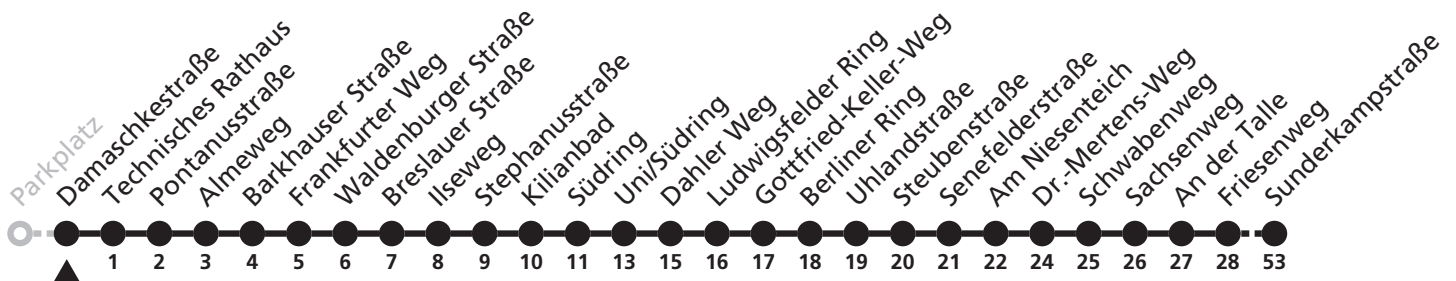 Parkplatz
Damaschkestraße
Technisches Rathaus
Pontanusstraße
Almeweg
Barkhauser Straße
Frankfurter Weg
Waldenburger Straße
Breslauer Straße
Ilseweg
Stephanusstraße
Kilianbad
Südring
Uni/Südring
Dahler Weg
Ludwigsfelder Ring
Gottfried-Keller-Weg
Berliner Ring
Uhlandstraße
Steubenstraße
Senefelderstraße
Am Niesenteich
Dr.-Mertens-Weg
Schwabenweg
Sachsenweg
An der Talle
Friesenweg
Sunderkampstraße
1 2 3 4 5 6 7 8 9 10 11 13 15 16 17 18 19 20 21 22 24 25 26 27 28 53